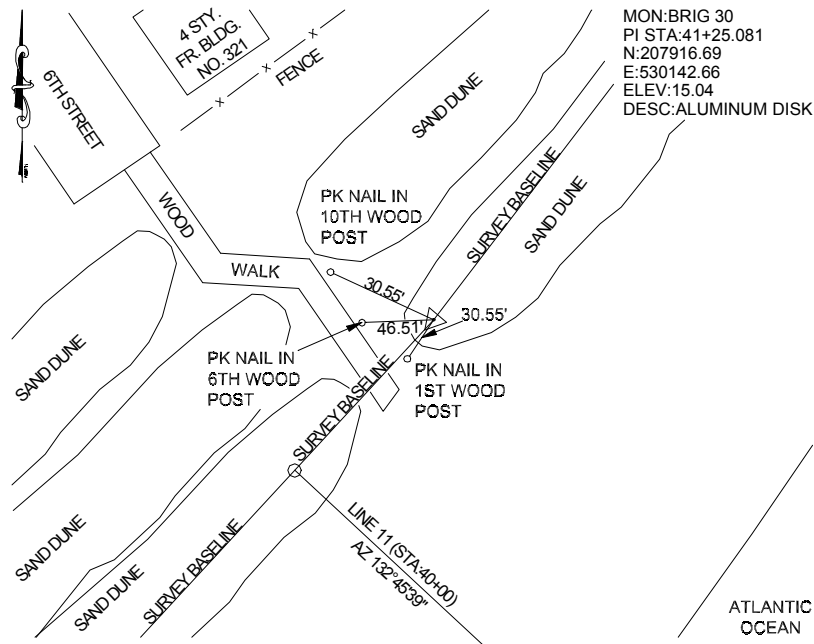 MON:BRIG 30
PI STA:41+25.081
N:207916.69
E:530142.66
ELEV:15.04
DESC:ALUMINUM DISK
4 STY.
FR. BLDG.
NO. 321
FENCE
6TH STREET
SAND DUNE
SURVEY BASELINE
SAND DUNE
WOOD
WALK
PK NAIL IN
10TH WOOD
POST
30.55'
46.51'
30.55'
PK NAIL IN
6TH WOOD
POST
PK NAIL IN
1ST WOOD
POST
SAND DUNE
SURVEY BASELINE
LINE 11 (STA:40+00)
AZ 132°45'39"
SAND DUNE
SAND DUNE
SURVEY BASELINE
ATLANTIC
OCEAN